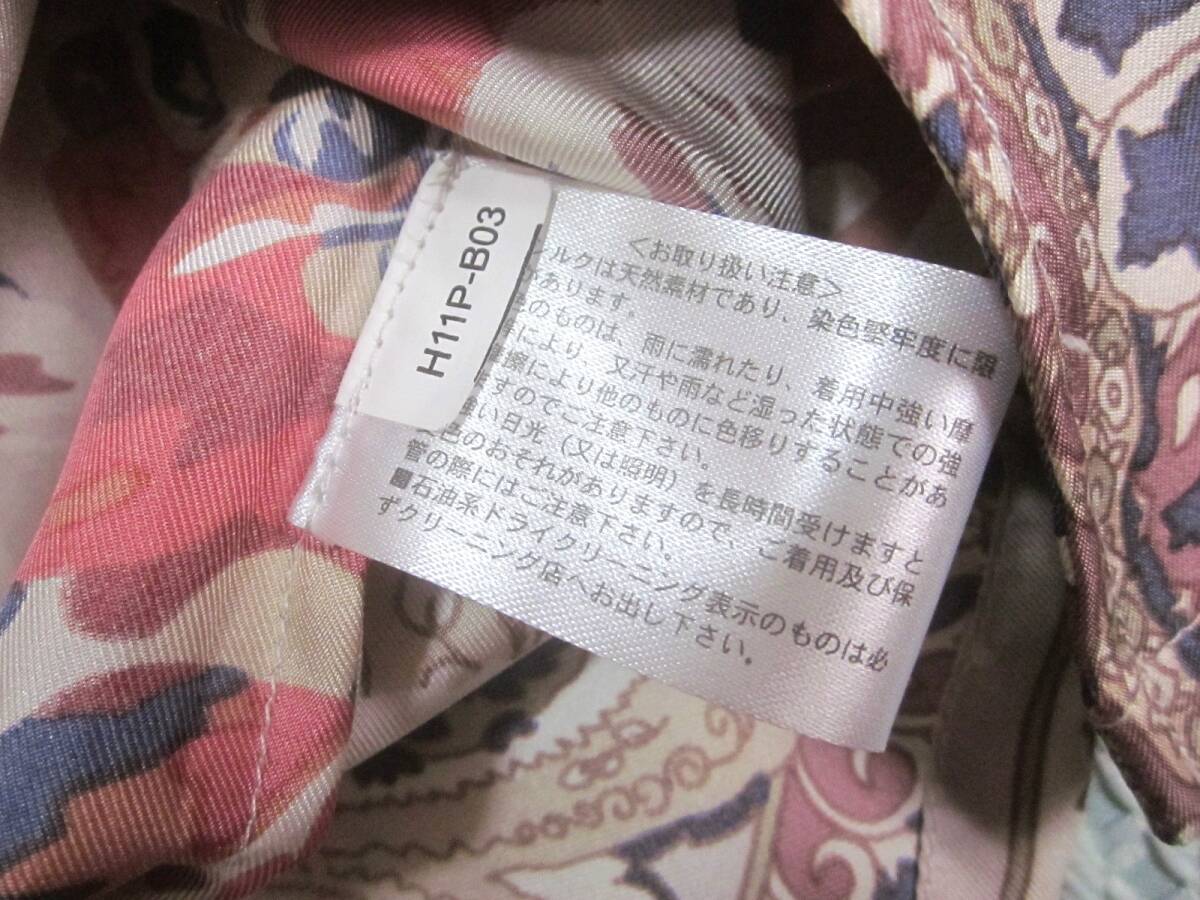 H11P-B03
<お取り扱い注意>
ルクは天然素材であり、染色堅牢度に限
があります。
のものは、雨に濡れたり、着用中強い摩
により、又汗や雨など湿った状態での強
擦により他のものに色移りすることがあ
ますのでご注意下さい。
強い日光(又は照明)を長時間受けますと
変色のおそれがありますので、ご着用及び保
管の際にはご注意下さい。
■石油系ドライクリーニング表示のものは必
ずクリーニング店へお出し下さい。